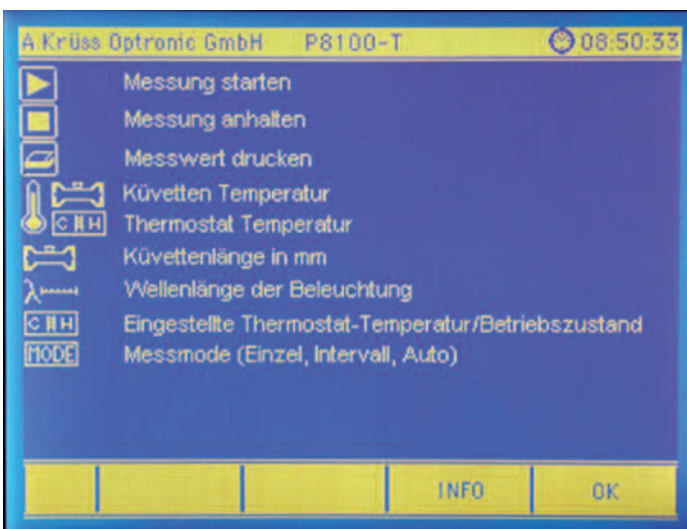 A Krüss Optronic GmbH P8100-T 08:50:33
Messung starten
Messung anhalten
Messwert drucken
Küvetten Temperatur
C H Thermostat Temperatur
Küvettenlänge in mm
λ Wellenlänge der Beleuchtung
C H Eingestellte Thermostat-Temperatur/Betriebszustand
MODE Messmode (Einzel, Intervall, Auto)
INFO OK